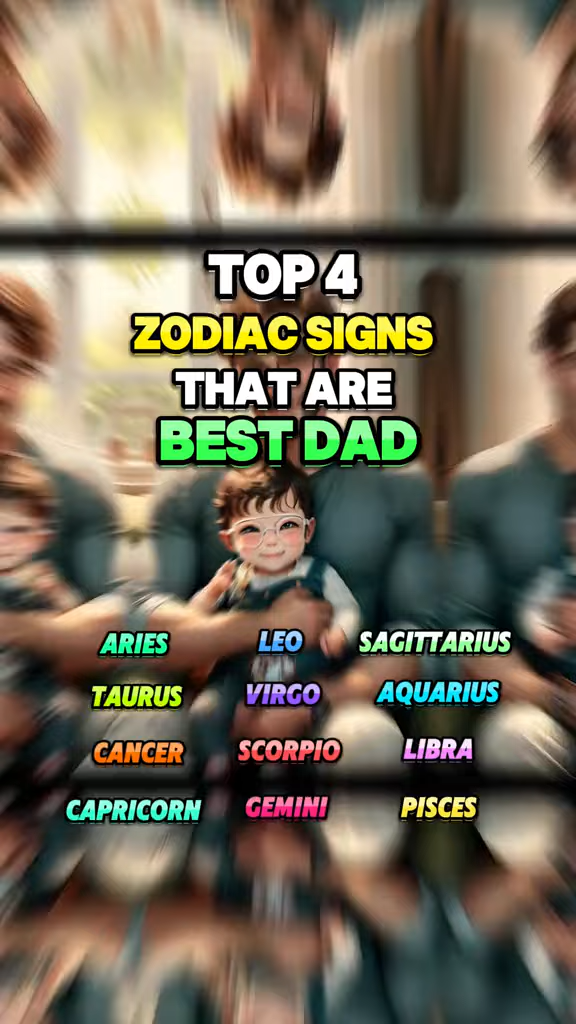 TOP 4
ZODIAC SIGNS
THAT ARE
BEST DAD
ARIES LEO SAGITTARIUS
TAURUS VIRGO AQUARIUS
CANCER SCORPIO LIBRA
CAPRICORN GEMINI PISCES